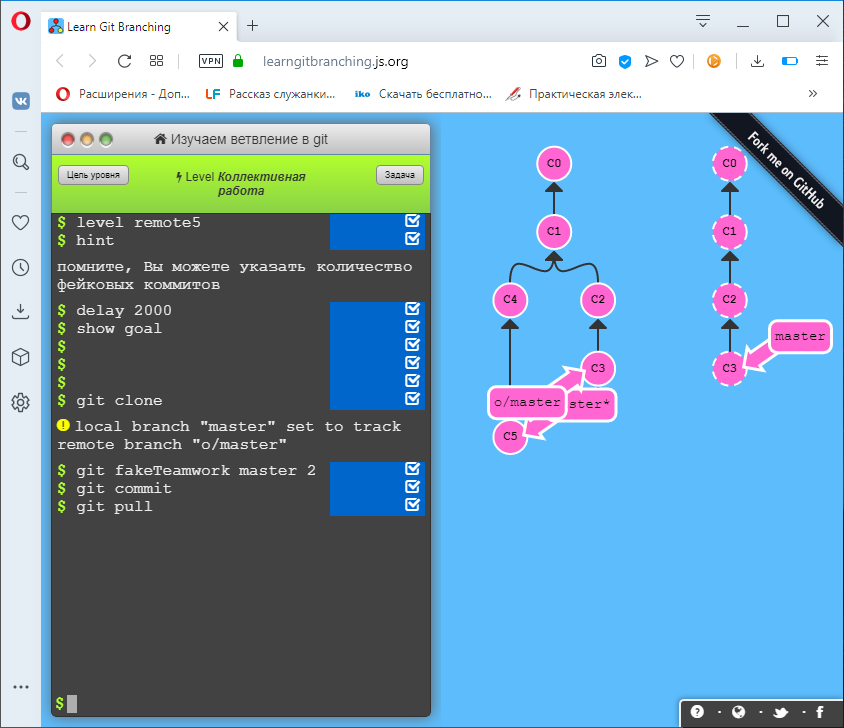 Learn Git Branching
VPN
learngitbranching.js.org
Расширения - Доп...
LF
Рассказ служанки...
iko
Скачать бесплатно...
Практическая элек...
Изучаем ветвление в git
Цель уровня
Level Коллективная
работа
Задача
$ level remote5
$ hint
помните, Вы можете указать количество
фейковых коммитов
$ delay 2000
$ show goal
$
$
$
$ git clone
local branch "master" set to track
remote branch "o/master"
$ git fakeTeamwork master 2
$ git commit
$ git pull
$
C0
C1
C4
C2
C3
o/master
ster*
C5
C0
C1
C2
C3
master
Fork me on GitHub